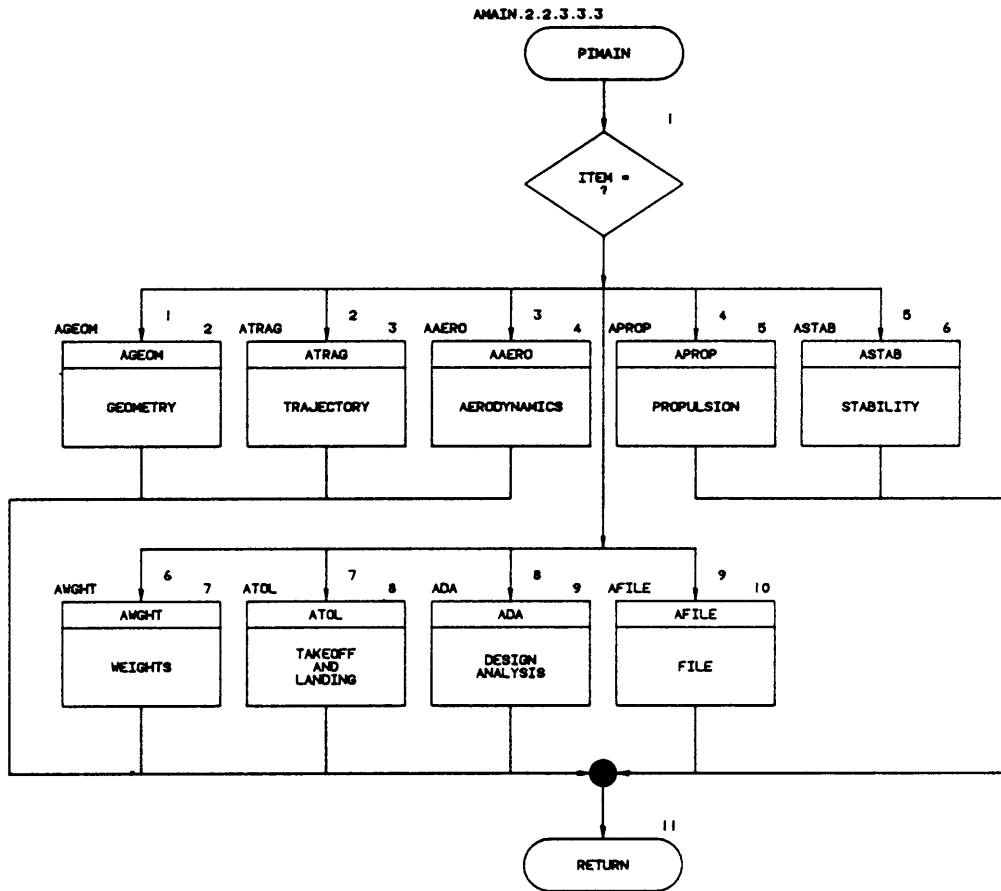 AMAIN.2.2.3.3.3
PIMAIN
1
ITEM =
?
1
2
3
4
5
AGEOM
2
ATRAG
3
AAERO
4
APROP
5
ASTAB
6
AGEOM
ATRAG
AAERO
APROP
ASTAB
GEOMETRY
TRAJECTORY
AERODYNAMICS
PROPULSION
STABILITY
6
7
8
9
AWGHT
7
ATOL
8
ADA
9
AFILE
10
AWGHT
ATOL
ADA
AFILE
WEIGHTS
TAKEOFF
AND
LANDING
DESIGN
ANALYSIS
FILE
11
RETURN